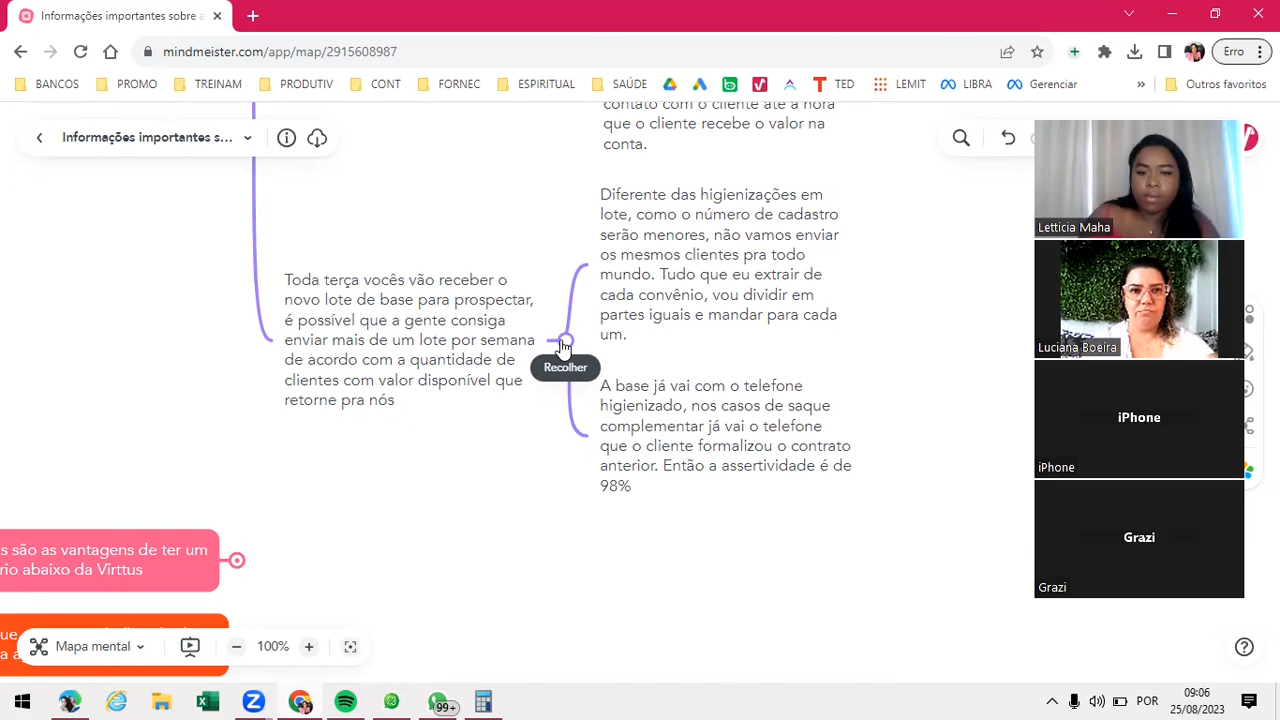 Informações importantes sobre a
mindmeister.com/app/map/2915608987
Erro
BANCOS
PROMO
TREINAM
PRODUTIV
CONT
FORNEC
ESPIRITUAL
SAÚDE
TED
LEMIT
LIBRA
Gerenciar
»
Outros favoritos
Informações importantes s...
contato com o cliente até a hora
que o cliente recebe o valor na
conta.
Diferente das higienizações em
lote, como o número de cadastro
serão menores, não vamos enviar
os mesmos clientes pra todo
mundo. Tudo que eu extrair de
cada convênio, vou dividir em
partes iguais e mandar para cada
um.
Toda terça vocês vão receber o
novo lote de base para prospectar,
é possível que a gente consiga
enviar mais de um lote por semana
de acordo com a quantidade de
clientes com valor disponível que
retorne pra nós
Recolher
A base já vai com o telefone
higienizado, nos casos de saque
complementar já vai o telefone
que o cliente formalizou o contrato
anterior. Então a assertividade é de
98%
s são as vantagens de ter um
rio abaixo da Virttus
que
a a
Mapa mental
100%
Letticia Maha
Luciana Boeira
iPhone
iPhone
Grazi
Grazi
99+
POR
09:06
25/08/2023